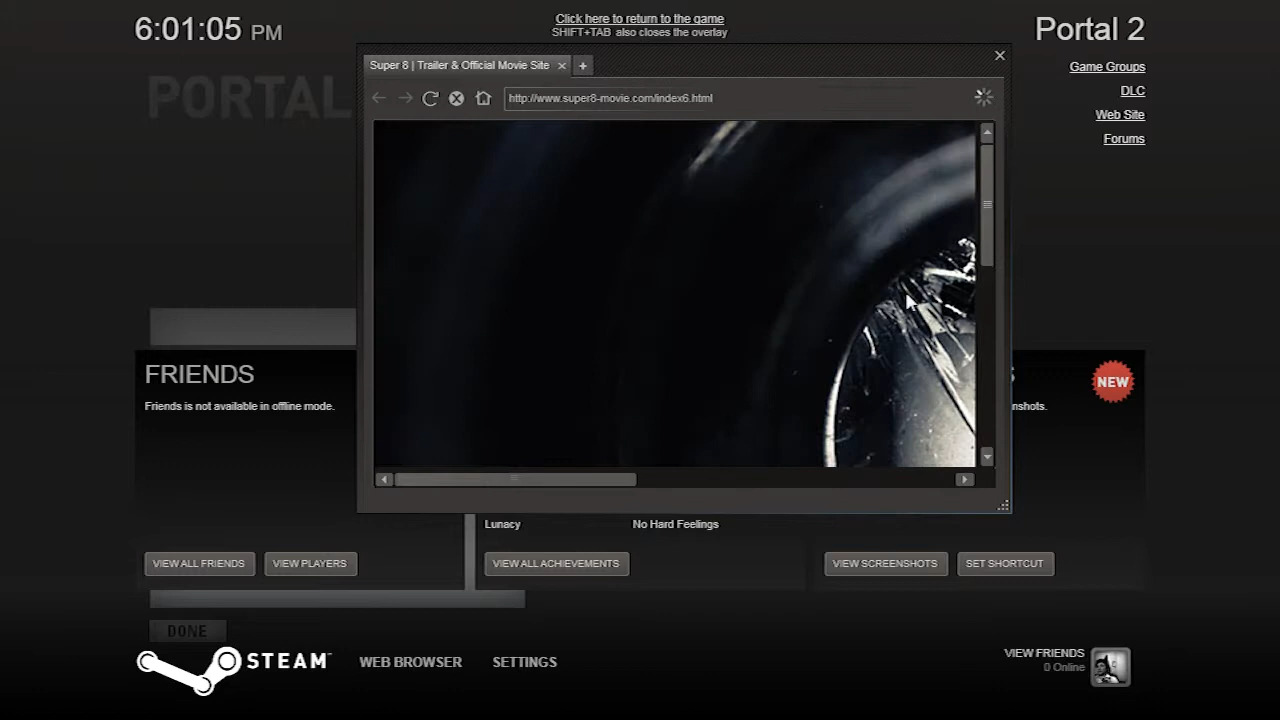 6:01:05 PM
Click here to return to the game
SHIFT+TAB also closes the overlay
Portal 2
Game Groups
DLC
Web Site
Forums
PORTAL
Super 8 | Trailer & Official Movie Site
http://www.super8-movie.com/index6.html
FRIENDS
Friends is not available in offline mode.
S
NEW
nshots.
Lunacy
No Hard Feelings
VIEW ALL FRIENDS
VIEW PLAYERS
VIEW ALL ACHIEVEMENTS
VIEW SCREENSHOTS
SET SHORTCUT
DONE
STEAM™
WEB BROWSER
SETTINGS
VIEW FRIENDS
0 Online